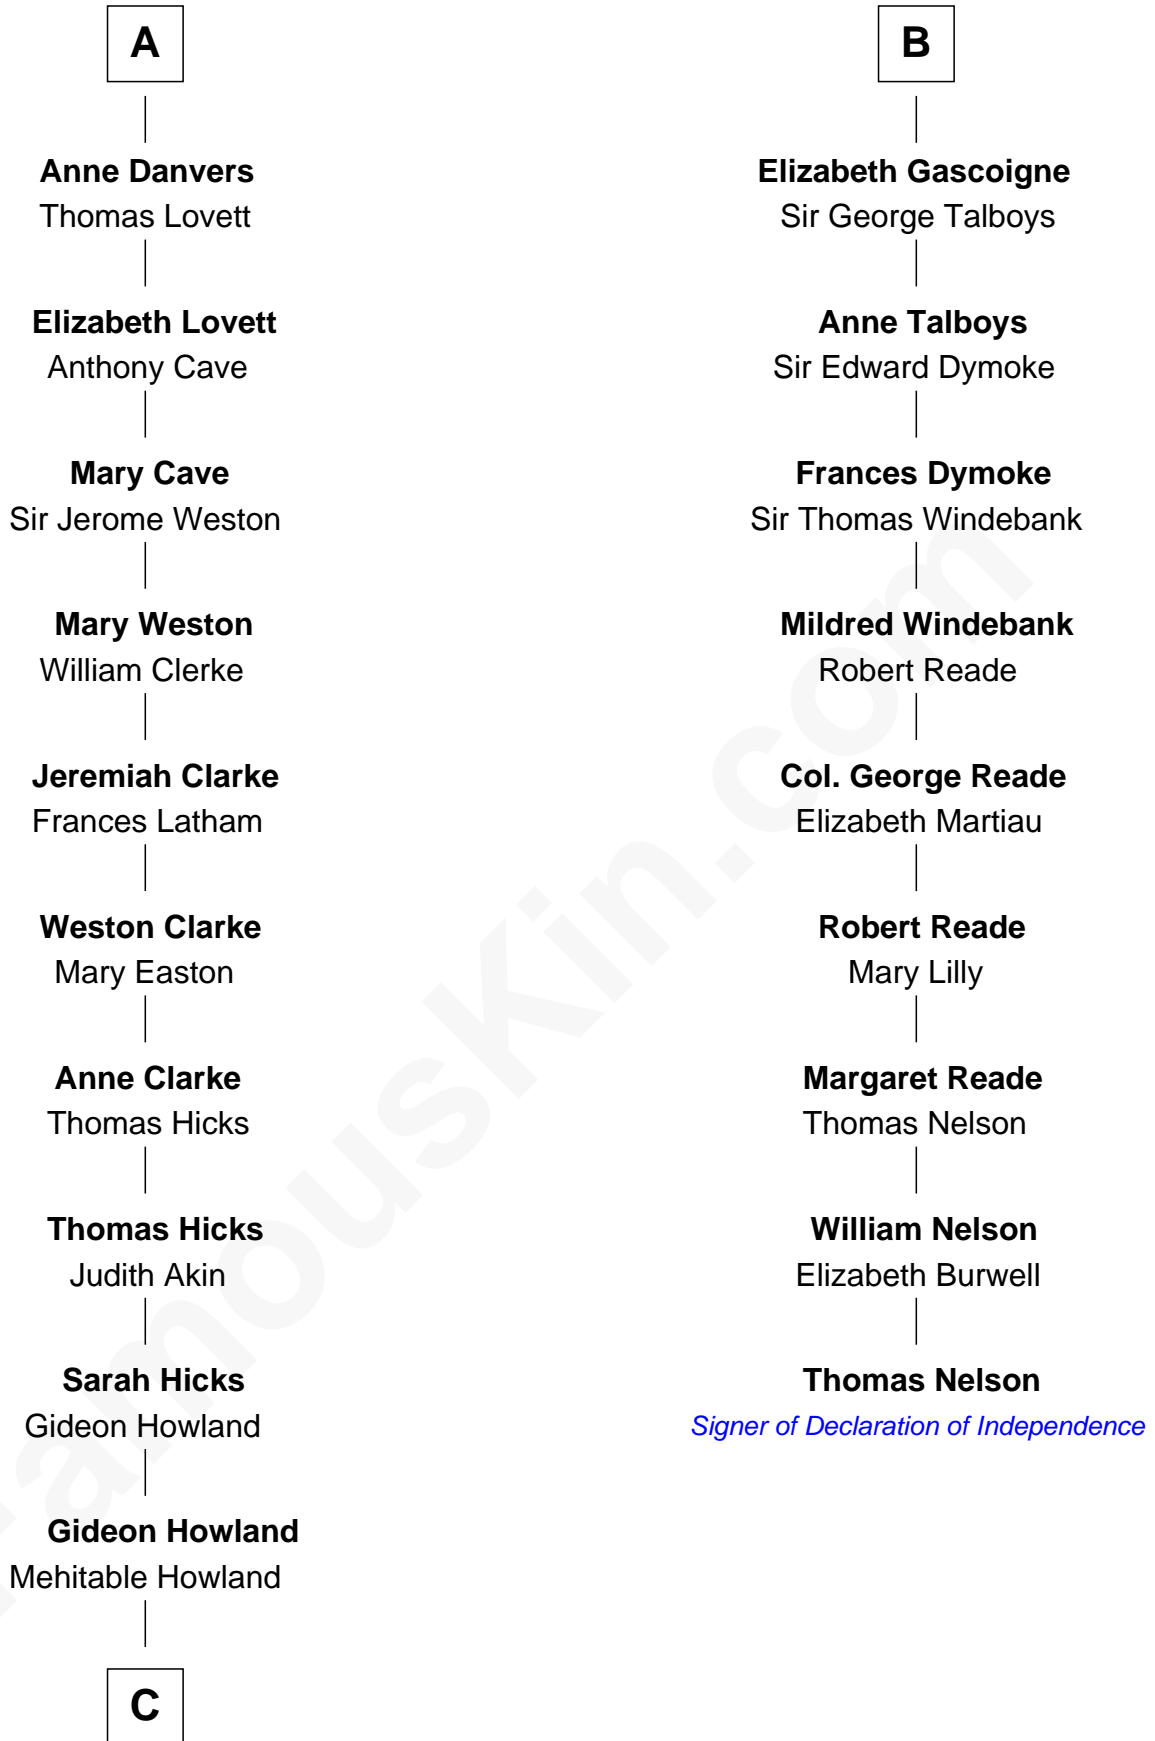 A
Anne Danvers
Thomas Lovett
Elizabeth Lovett
Anthony Cave
Mary Cave
Sir Jerome Weston
Mary Weston
William Clerke
Jeremiah Clarke
Frances Latham
Weston Clarke
Mary Easton
Anne Clarke
Thomas Hicks
Thomas Hicks
Judith Akin
Sarah Hicks
Gideon Howland
Gideon Howland
Mehitable Howland
C
B
Elizabeth Gascoigne
Sir George Talboys
Anne Talboys
Sir Edward Dymoke
Frances Dymoke
Sir Thomas Windebank
Mildred Windebank
Robert Reade
Col. George Reade
Elizabeth Martiau
Robert Reade
Mary Lilly
Margaret Reade
Thomas Nelson
William Nelson
Elizabeth Burwell
Thomas Nelson
Signer of Declaration of Independence
FamousKin.com